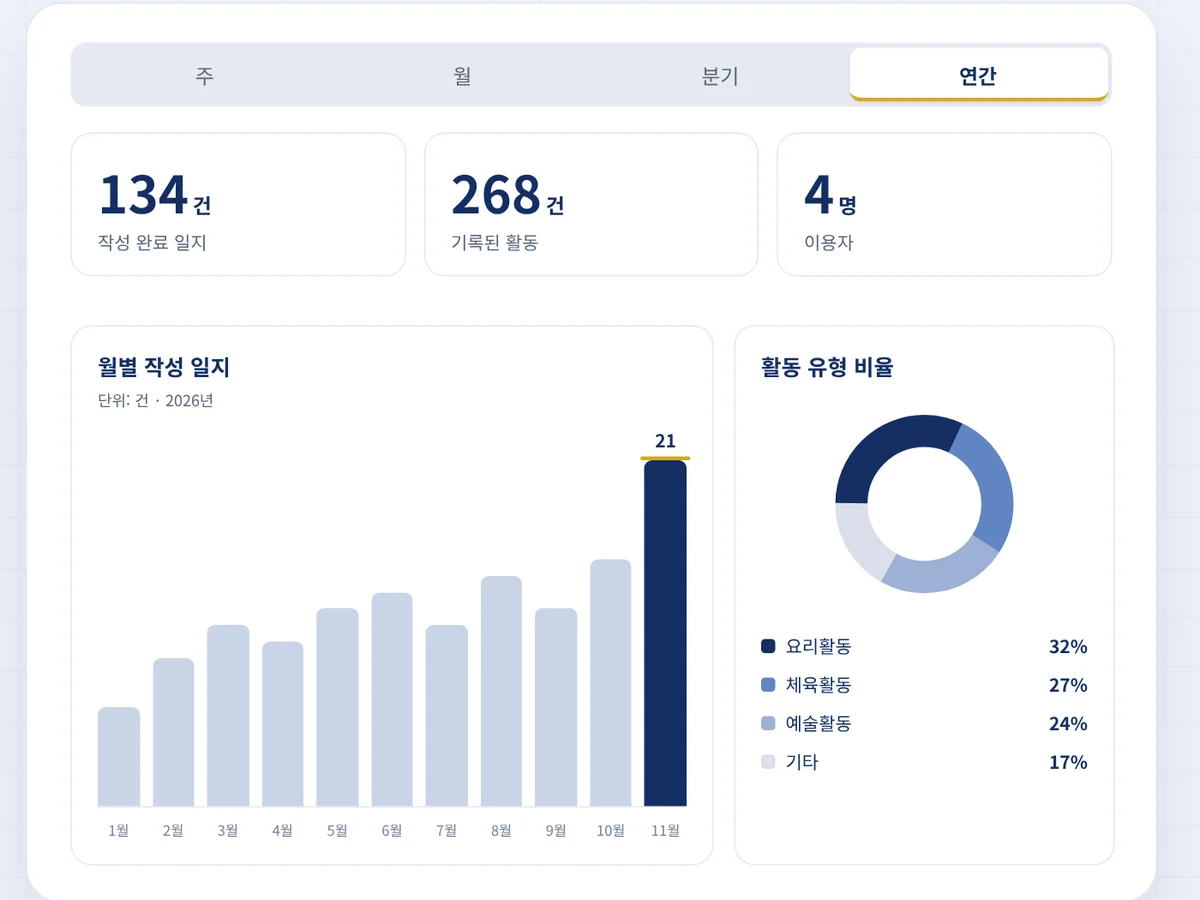 주 월 분기 연간
134건 268건 4명
작성 완료 일지 기록된 활동 이용자
월별 작성 일지
단위: 건 · 2026년
21
1월 2월 3월 4월 5월 6월 7월 8월 9월 10월 11월
활동 유형 비율
요리활동 32%
체육활동 27%
예술활동 24%
기타 17%